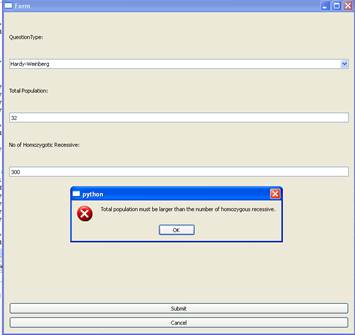 Form
QuestionType:
Hardy-Weinberg
Total Population:
32
No of Homozygotic Recessive:
300
python
Total population must be larger than the number of homozygous recessive.
OK
Submit
Cancel